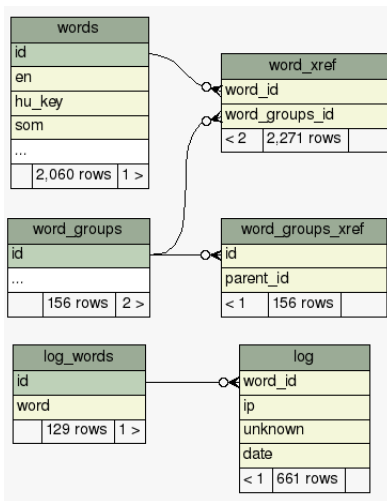 words
id
en
hu_key
som
...
2,060 rows 1 >
word_xref
word_id
word_groups_id
< 2 2,271 rows
word_groups
id
...
156 rows 2 >
word_groups_xref
id
parent_id
< 1 156 rows
log_words
id
word
129 rows 1 >
log
word_id
ip
unknown
date
< 1 661 rows